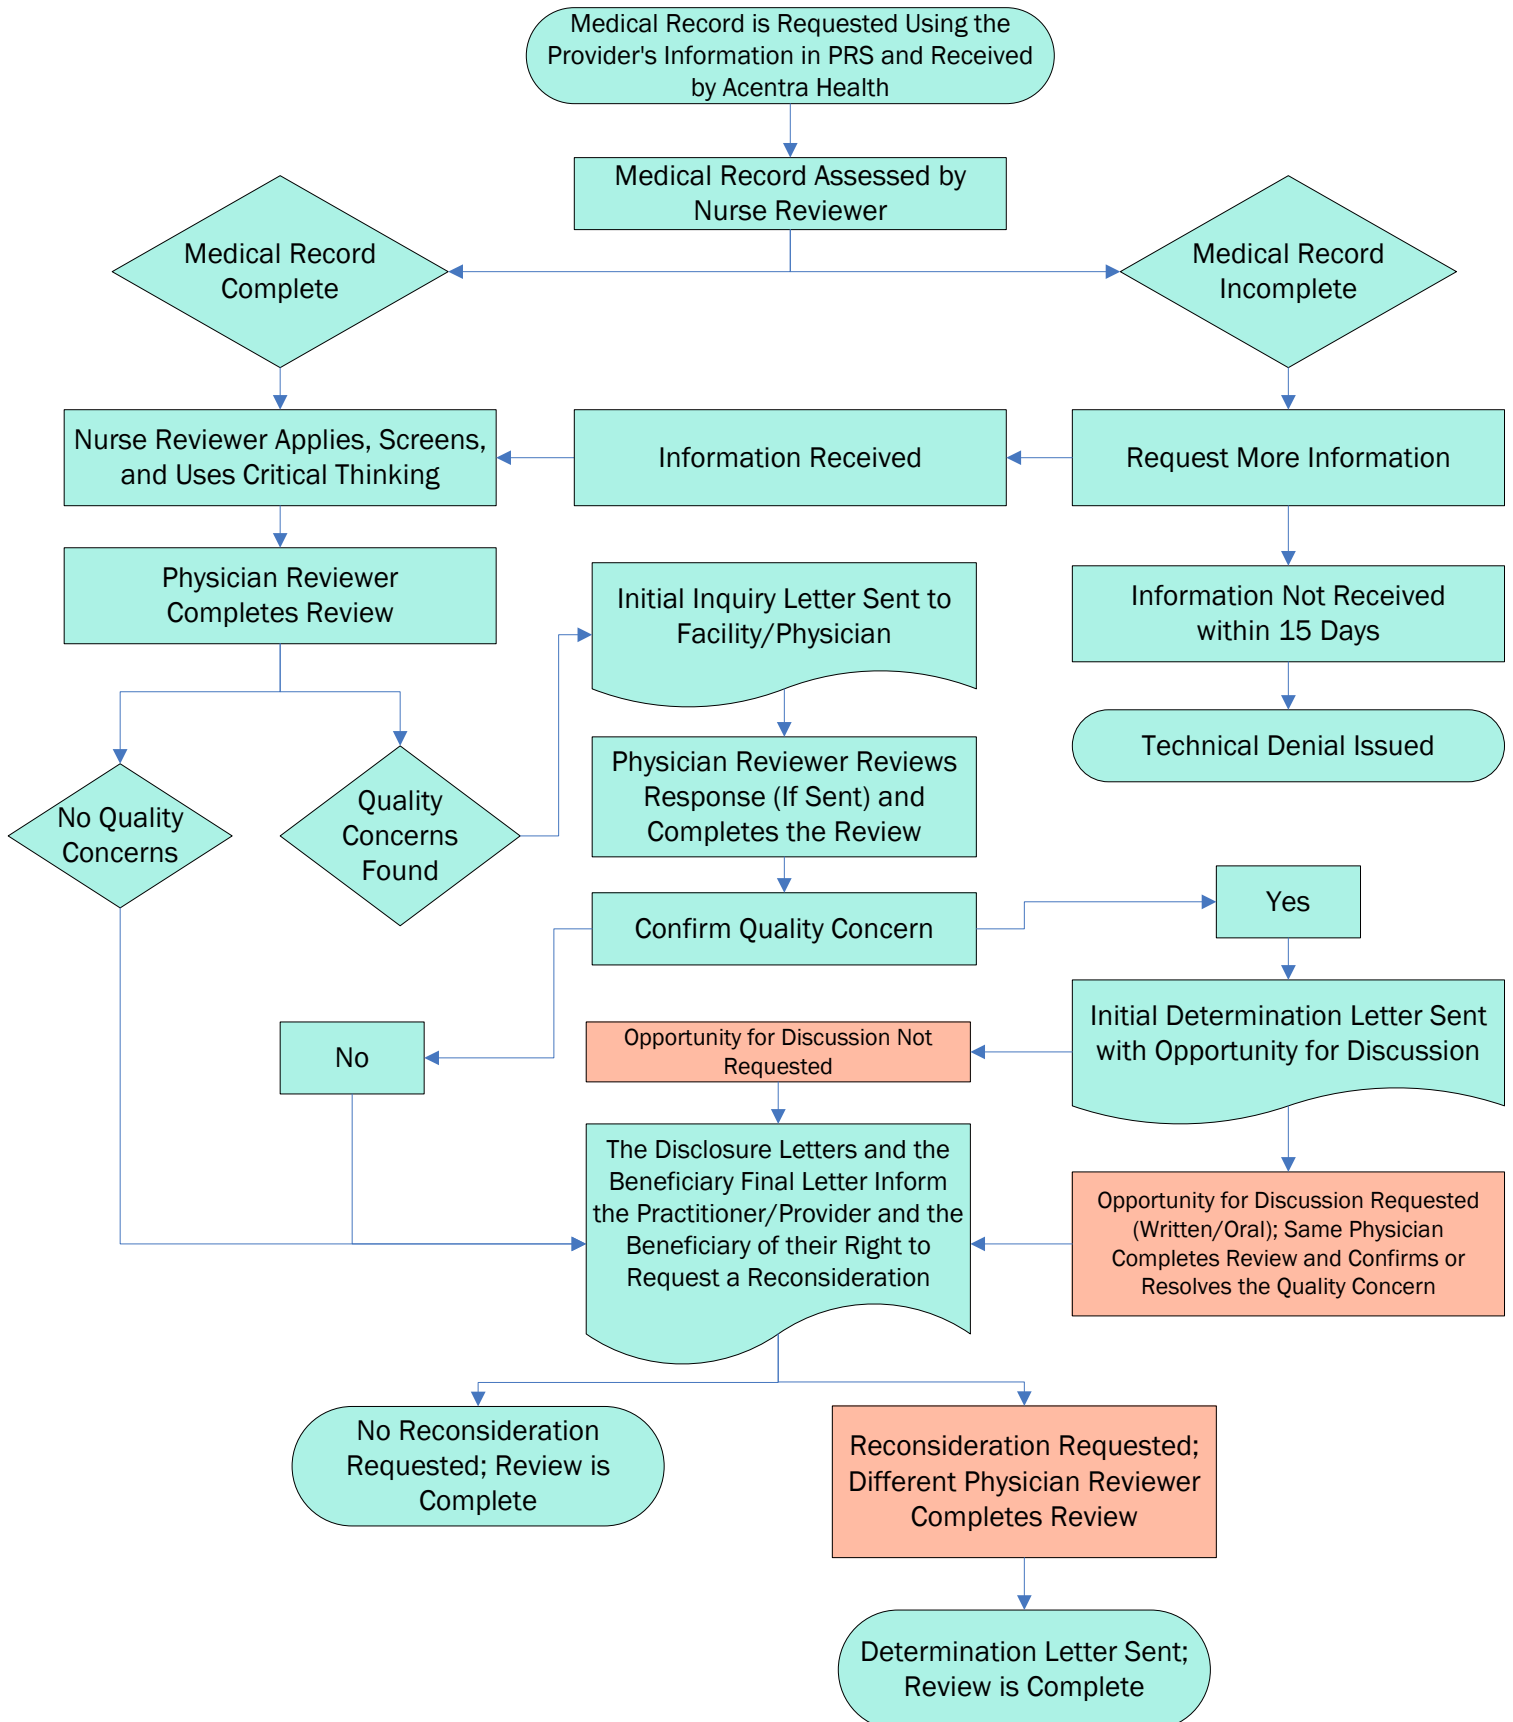 Medical Record is Requested Using the
Provider's Information in PRS and Received
by Acentra Health
Medical Record Assessed by
Nurse Reviewer
Medical Record
Complete
Medical Record
Incomplete
Nurse Reviewer Applies, Screens,
and Uses Critical Thinking
Information Received
Request More Information
Physician Reviewer
Completes Review
Initial Inquiry Letter Sent to
Facility/Physician
Information Not Received
within 15 Days
Technical Denial Issued
Physician Reviewer Reviews
Response (If Sent) and
Completes the Review
No Quality
Concerns
Quality
Concerns
Found
Confirm Quality Concern
Yes
Initial Determination Letter Sent
with Opportunity for Discussion
No
Opportunity for Discussion Not
Requested
The Disclosure Letters and the
Beneficiary Final Letter Inform
the Practitioner/Provider and the
Beneficiary of their Right to
Request a Reconsideration
Opportunity for Discussion Requested
(Written/Oral); Same Physician
Completes Review and Confirms or
Resolves the Quality Concern
No Reconsideration
Requested; Review is
Complete
Reconsideration Requested;
Different Physician Reviewer
Completes Review
Determination Letter Sent;
Review is Complete